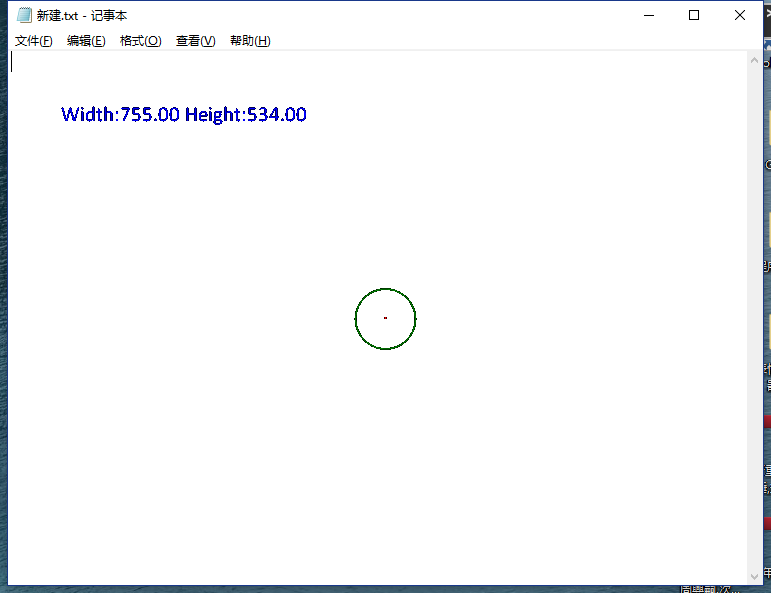 新建.txt - 记事本
文件(F) 编辑(E) 格式(O) 查看(V) 帮助(H)
Width:755.00 Height:534.00